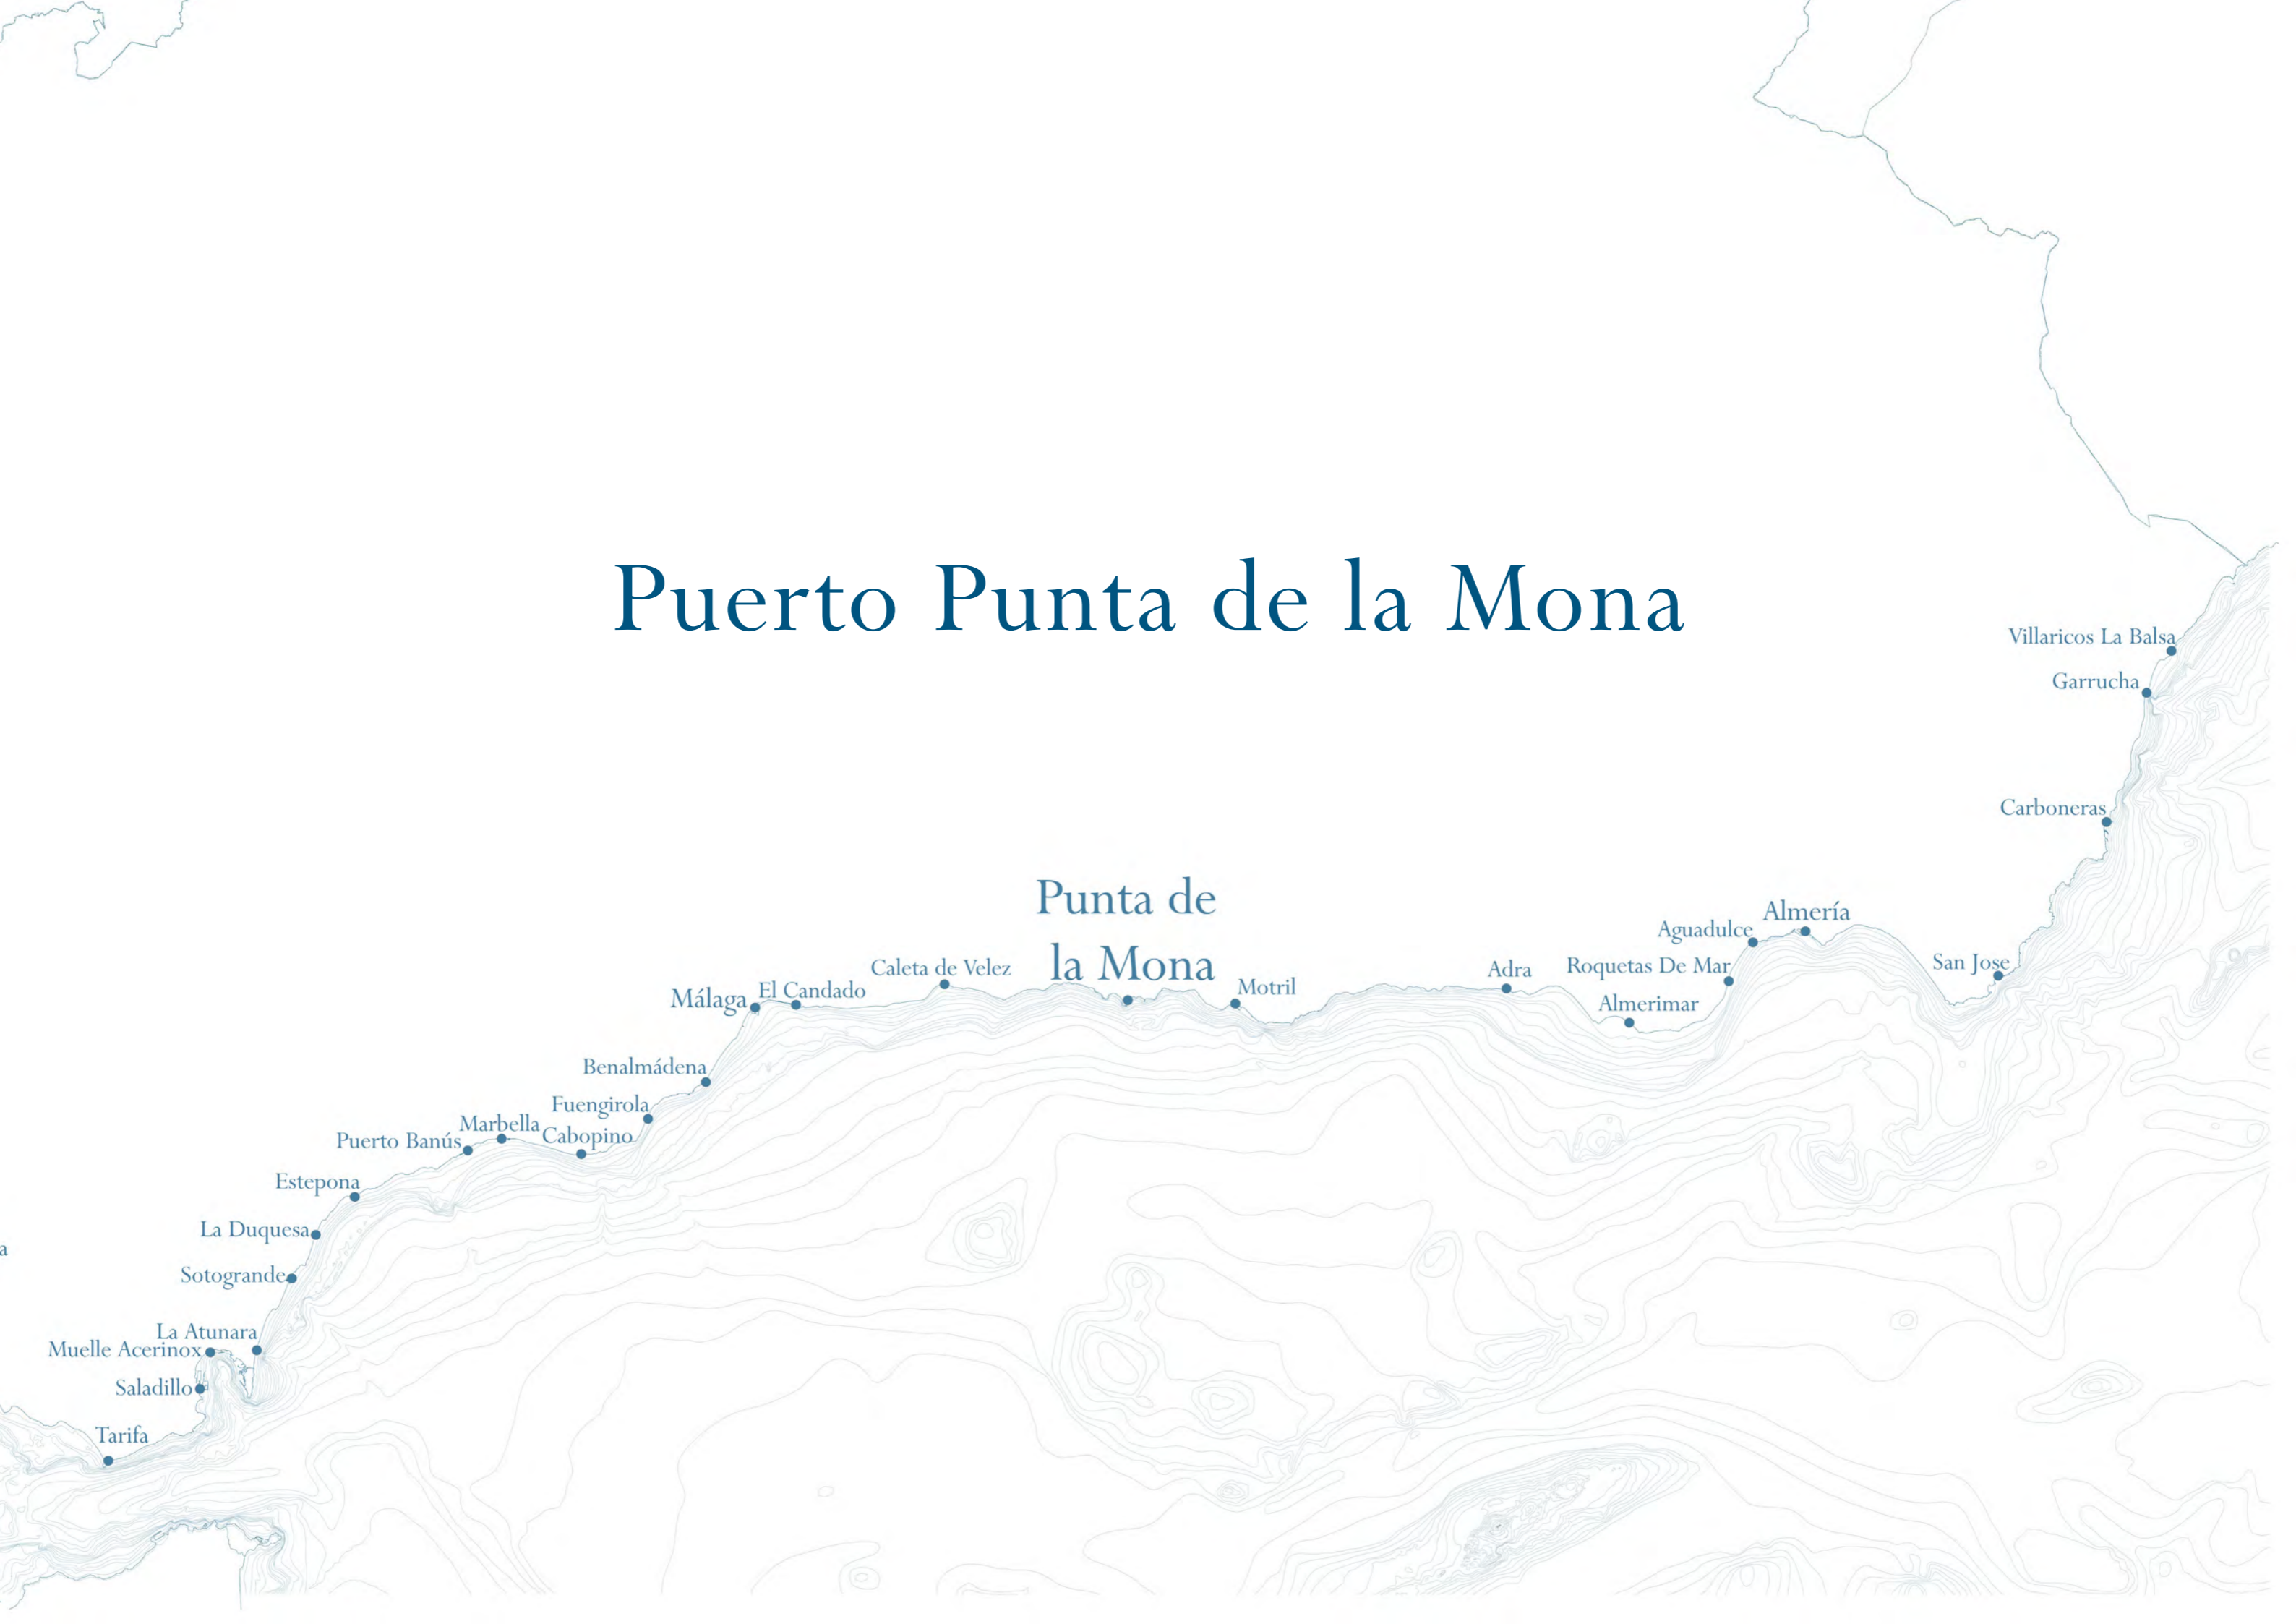 Puerto Punta de la Mona
Villaricos La Balsa
Garrucha
Carboneras
Punta de
la Mona
Almería
Aguadulce
San Jose
Roquetas De Mar
Adra
Caleta de Velez
Motril
El Candado
Málaga
Almerimar
Benalmádena
Fuengirola
Marbella
Cabopino
Puerto Banús
Estepona
La Duquesa
a
Sotogrande
La Atunara
Muelle Acerinox
Saladillo
Tarifa